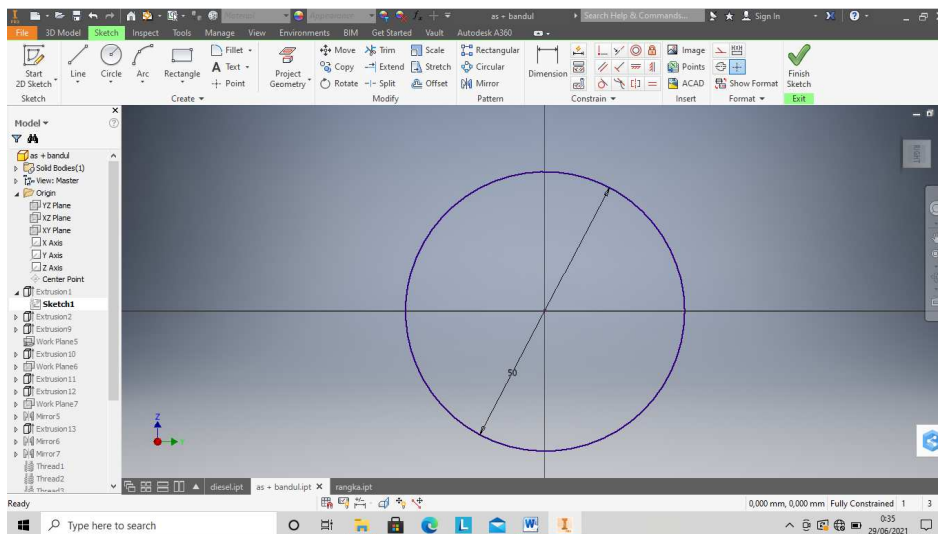 PRO
as + bandul
Search Help & Commands...
Sign In
File 3D Model Sketch Inspect Tools Manage View Environments BIM Get Started Vault Autodesk A360
Start 2D Sketch
Line
Circle
Arc
Rectangle
Fillet
Text
Point
Project Geometry
Move Trim Scale
Copy Extend Stretch
Rotate Split Offset
Rectangular
Circular
Mirror
Dimension
Image
Points
ACAD
Show Format
Finish Sketch
Sketch Create Modify Pattern Constrain Insert Format Exit
Model
as + bandul
Solid Bodies(1)
View: Master
Origin
YZ Plane
XZ Plane
XY Plane
X Axis
Y Axis
Z Axis
Center Point
Extrusion1
Sketch1
Extrusion2
Extrusion9
Work Plane5
Extrusion10
Work Plane6
Extrusion11
Extrusion12
Work Plane7
Mirror5
Extrusion13
Mirror6
Mirror7
Thread1
Thread2
Thread3
RIGHT
50
Z
diesel.ipt as + bandul.ipt rangka.ipt
Ready
0,000 mm, 0,000 mm Fully Constrained 1 3
Type here to search
0:35
29/06/2021